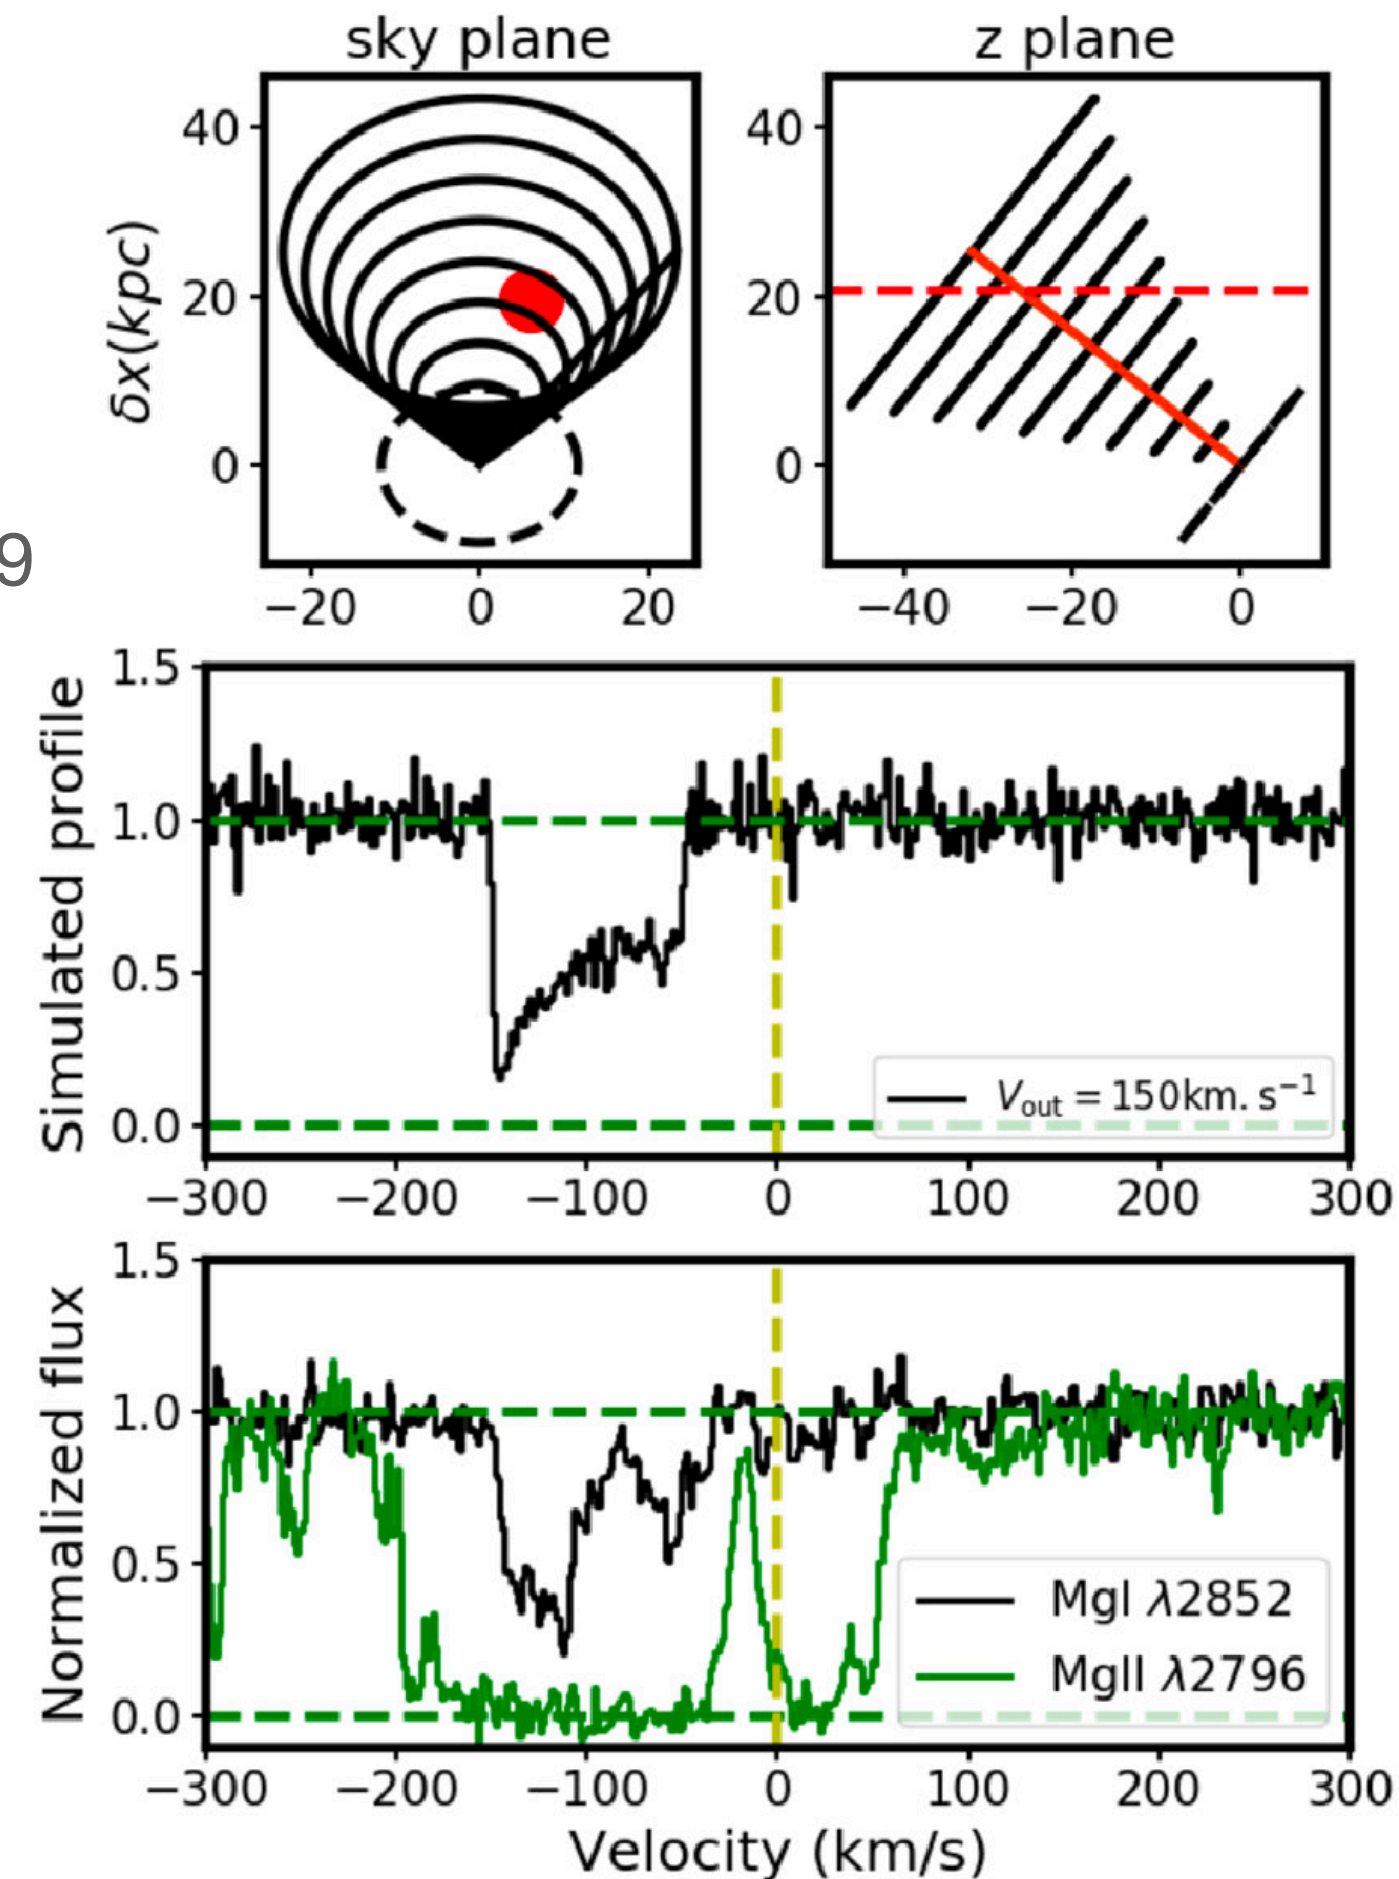 sky plane
z plane
δx(kpc)
40
20
0
−20 0 20
40
20
0
−40 −20 0
9
Simulated profile
1.5
1.0
0.5
0.0
V_out = 150km. s⁻¹
−300 −200 −100 0 100 200 300
Normalized flux
1.5
1.0
0.5
0.0
MgI λ2852
MgII λ2796
−300 −200 −100 0 100 200 300
Velocity (km/s)